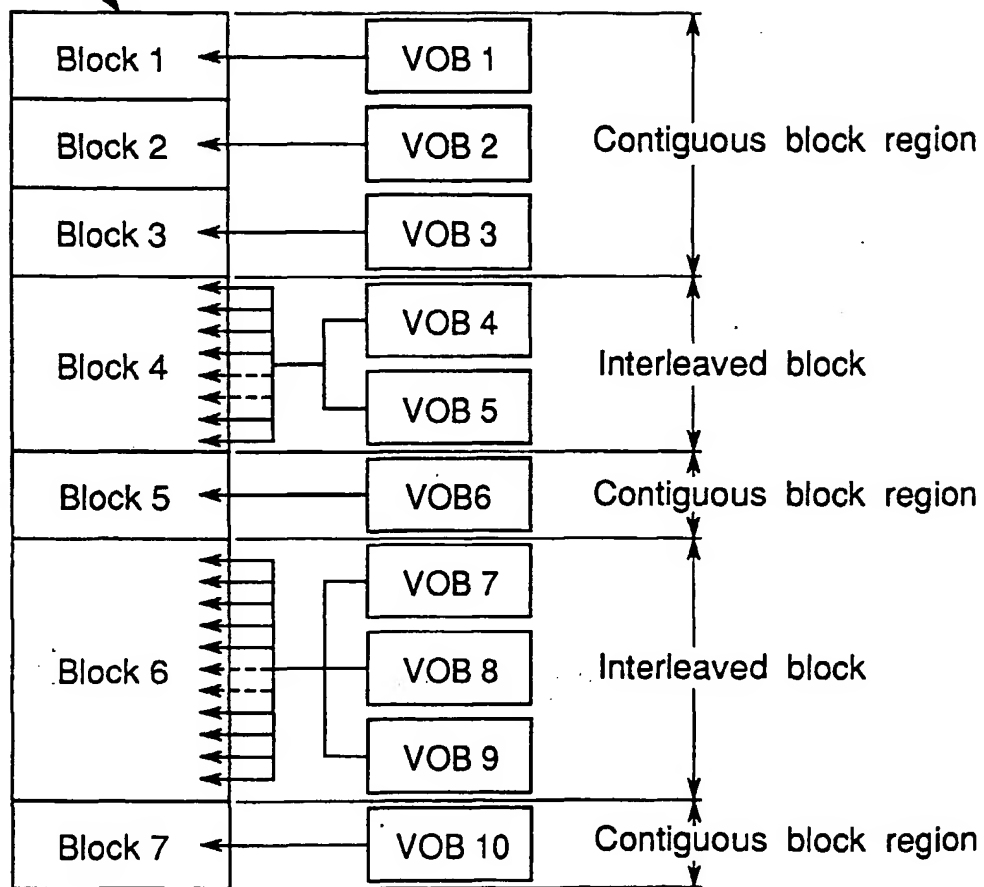 Block 1
VOB 1
Block 2
VOB 2
Contiguous block region
Block 3
VOB 3
VOB 4
Block 4
Interleaved block
VOB 5
Block 5
VOB6
Contiguous block region
VOB 7
Block 6
VOB 8
Interleaved block
VOB 9
Block 7
VOB 10
Contiguous block region